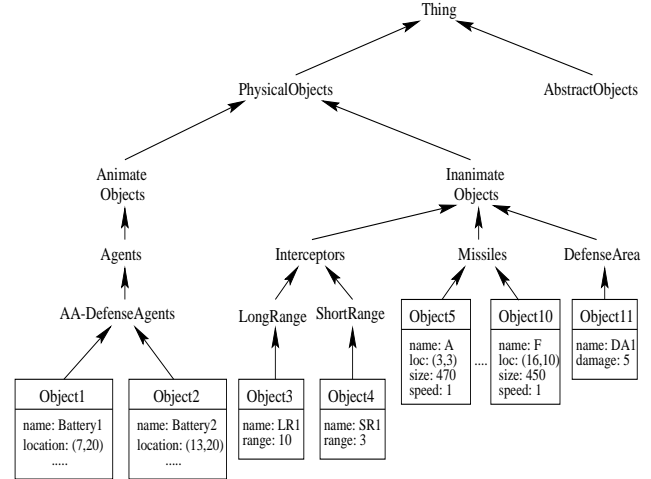 Thing
PhysicalObjects
AbstractObjects
Animate
Objects
Inanimate
Objects
Agents
Interceptors
Missiles
DefenseArea
AA-DefenseAgents
LongRange
ShortRange
Object5
name: A
loc: (3,3)
size: 470
speed: 1
....
Object10
name: F
loc: (16,10)
size: 450
speed: 1
Object11
name: DA1
damage: 5
Object1
name: Battery1
location: (7,20)
.....
Object2
name: Battery2
location: (13,20)
.....
Object3
name: LR1
range: 10
Object4
name: SR1
range: 3